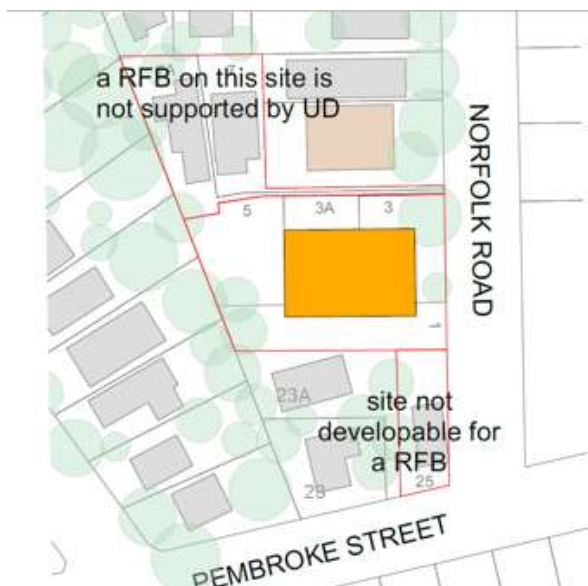 a RFB on this site is
not supported by UD
NORFOLK ROAD
5
3A
3
1
23A
site not
developable for
a RFB
25
PEMBROKE STREET